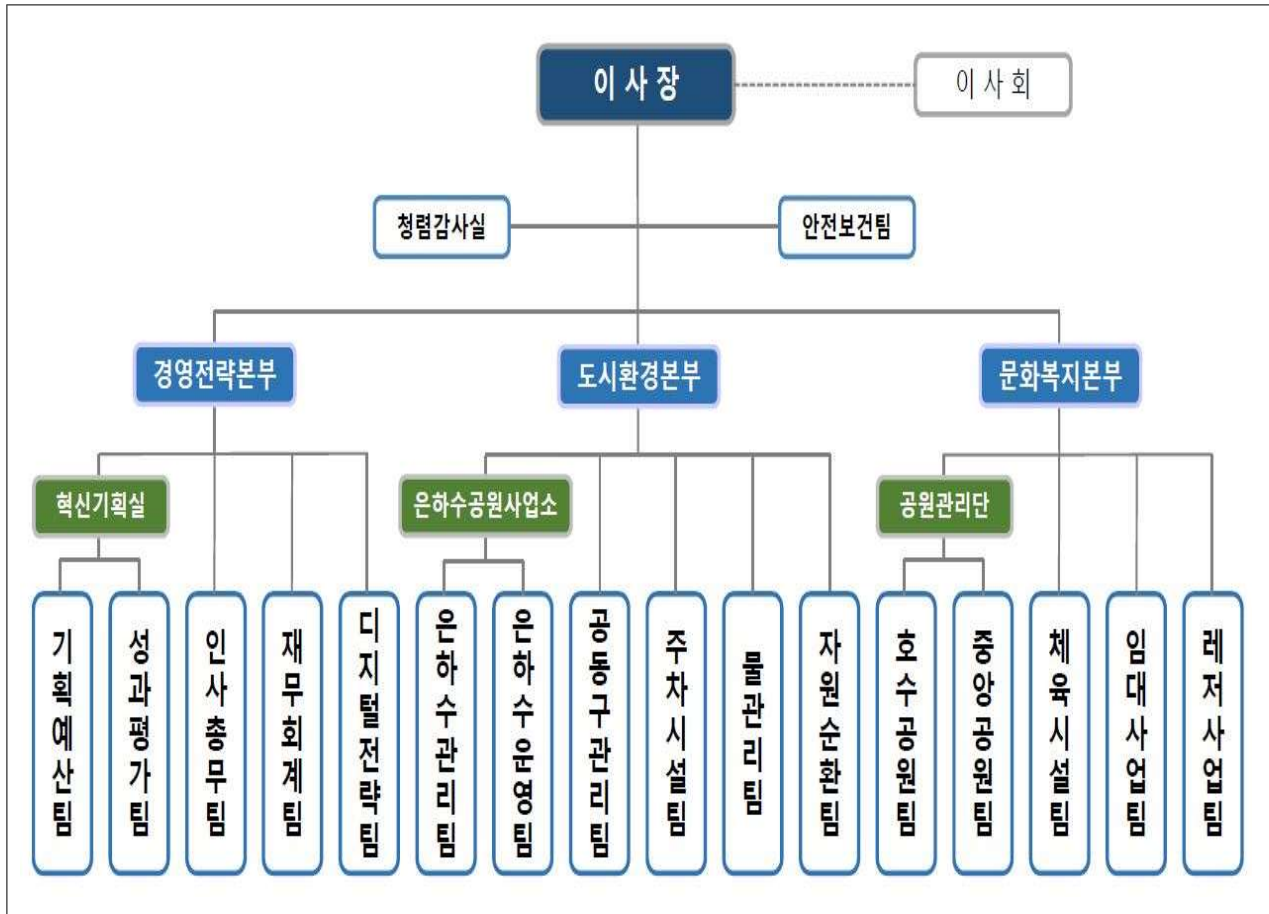 이 사 장
이 사 회
청렴감사실
안전보건팀
경영전략본부
도시환경본부
문화복지본부
혁신기획실
은하수공원사업소
공원관리단
기획예산팀
성과평가팀
인사총무팀
재무회계팀
디지털전략팀
은하수관리팀
은하수운영팀
공동구관리팀
주차시설팀
물관리팀
자원순환팀
호수공원팀
중앙공원팀
체육시설팀
임대사업팀
레저사업팀